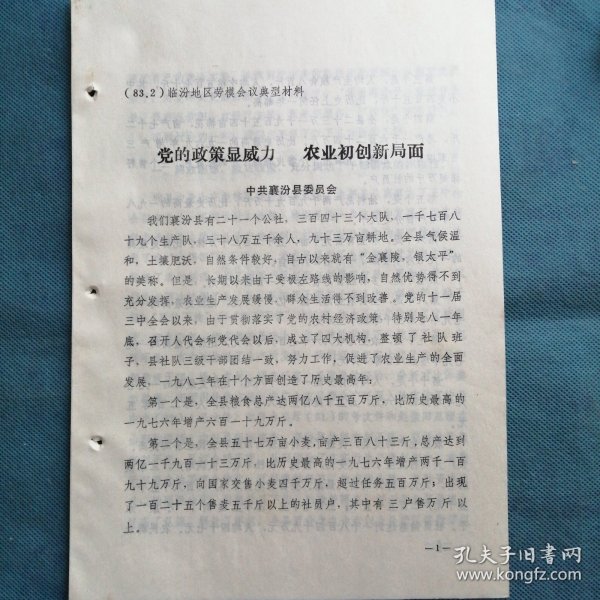 （83.2）临汾地区劳模会议典型材料
党的政策显威力 农业初创新局面
中共襄汾县委员会
我们襄汾县有二十一个公社，三百四十三个大队，一千七百八
十九个生产队，三十八万五千余人，九十三万亩耕地。全县气候温
和，土壤肥沃，自然条件较好，自古以来就有“金襄陵，银太平”
的美称。但是，长期以来由于受极左路线的影响，自然优势得不到
充分发挥，农业生产发展缓慢，群众生活得不到改善。党的十一届
三中全会以来，由于贯彻落实了党的农村经济政策，特别是八一年
底，召开人代会和党代会以后，成立了四大机构，整顿了社队班
子，县社队三级干部团结一致，努力工作，促进了农业生产的全面
发展，一九八二年在十个方面创造了历史最高年：
第一个是，全县粮食总产达两亿八千五百万斤，比历史最高的
一九七六年增产六百一十九万斤。
第二个是，全县五十七万亩小麦，亩产三百八十三斤，总产达到
两亿一千九百一十三万斤，比历史最高的一九七六年增产两千一百
九十九万斤，向国家交售小麦四千万斤，超过任务五百万斤，出现
了一百二十五个售麦五千斤以上的社员户，其中有三户售万斤以
上。
—1—
孔夫子旧书网
www.kongfz.com